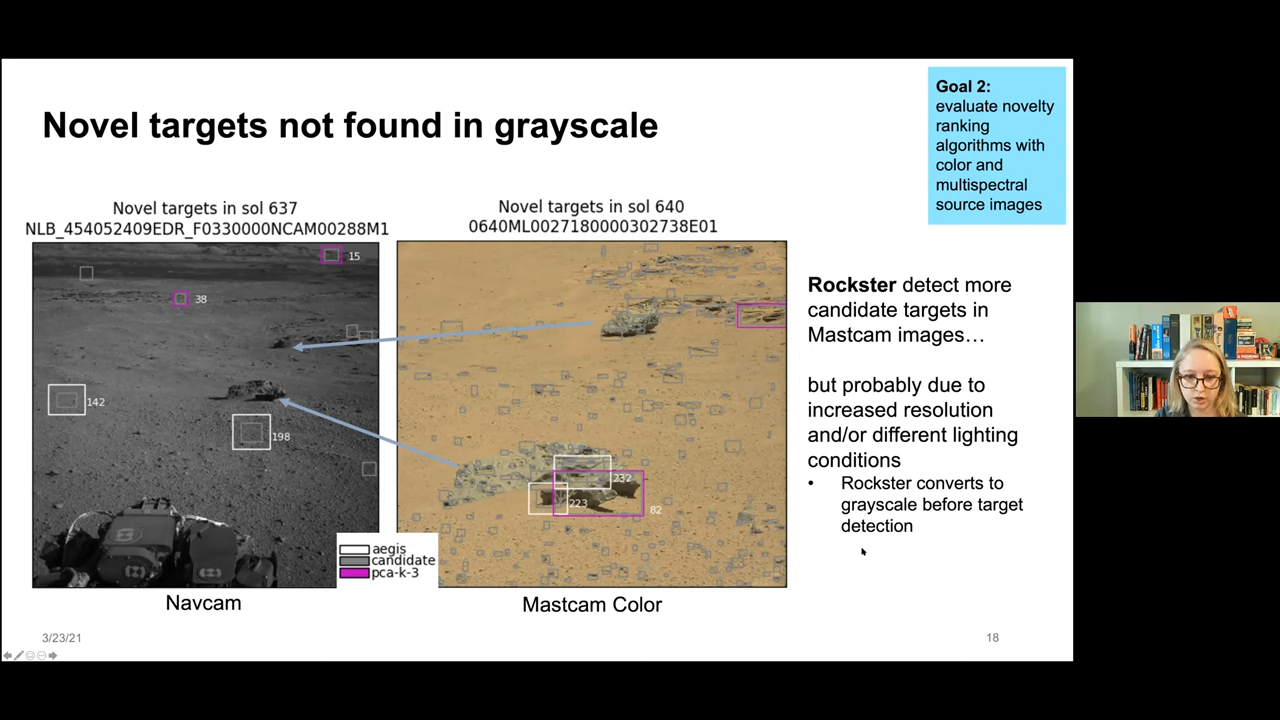 Novel targets not found in grayscale
Goal 2:
evaluate novelty
ranking
algorithms with
color and
multispectral
source images
Novel targets in sol 637
NLB_454052409EDR_F0330000NCAM00288M1
15
38
142
198
Navcam
Novel targets in sol 640
0640ML0027180000302738E01
232
223
82
aegis
candidate
pca-k-3
Mastcam Color
Rockster detect more
candidate targets in
Mastcam images…
but probably due to
increased resolution
and/or different lighting
conditions
• Rockster converts to
grayscale before target
detection
3/23/21
18